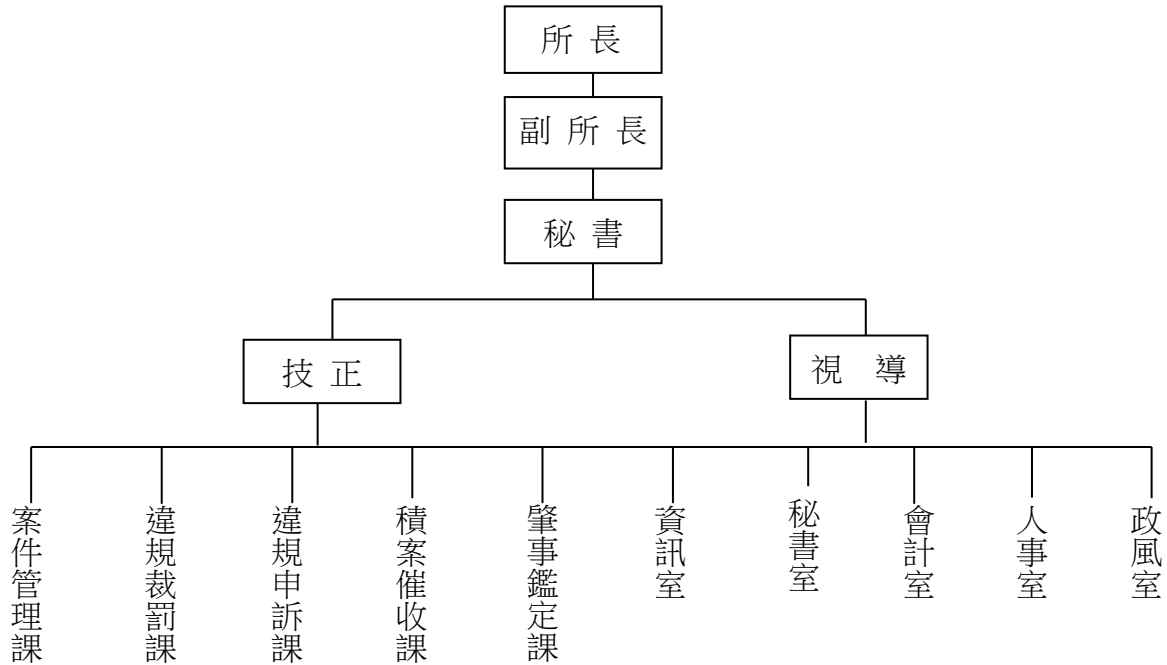 所 長
副 所 長
秘 書
技 正
視 導
案件管理課
違規裁罰課
違規申訴課
積案催收課
肇事鑑定課
資訊室
秘書室
會計室
人事室
政風室